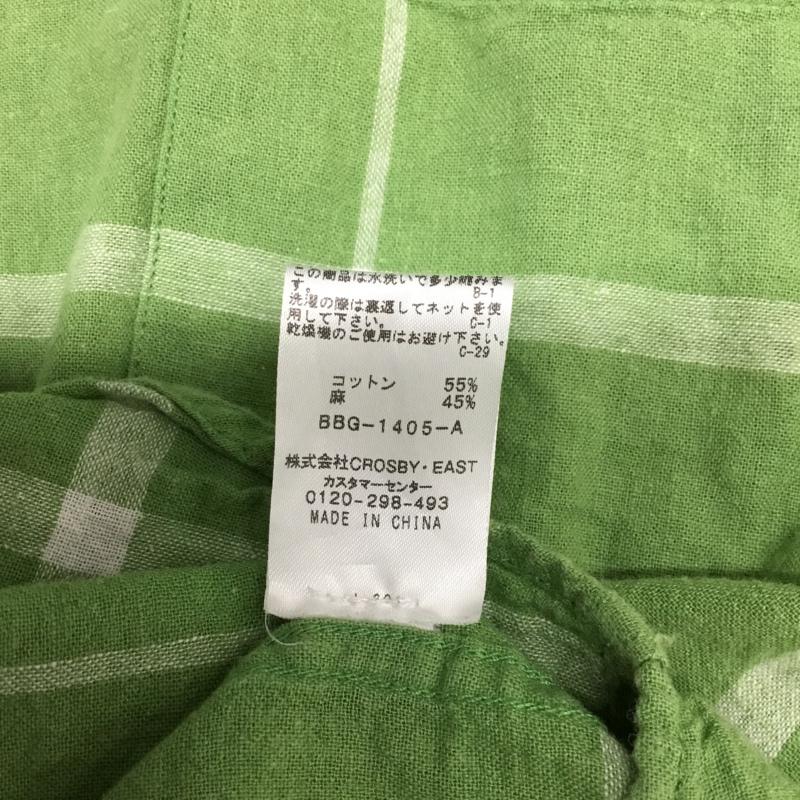 この商品は水洗いで多少縮みま
す。 B-1
洗濯の際は裏返してネットを使
用して下さい。 C-1
乾燥機のご使用はお避け下さい。
C-29
コットン 55%
麻 45%
BBG-1405-A
株式会社CROSBY・EAST
カスタマーセンター
0120-298-493
MADE IN CHINA